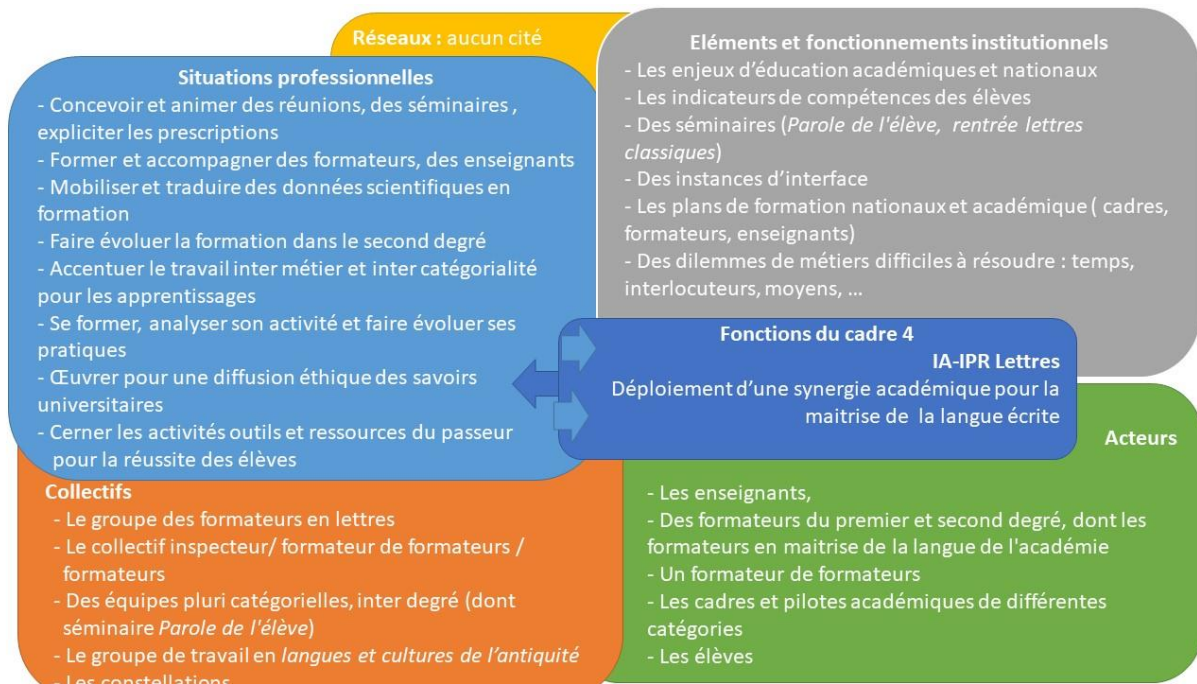 Réseaux : aucun cité
Situations professionnelles
- Concevoir et animer des réunions, des séminaires ,
expliciter les prescriptions
- Former et accompagner des formateurs, des enseignants
- Mobiliser et traduire des données scientifiques en
formation
- Faire évoluer la formation dans le second degré
- Accentuer le travail inter métier et inter catégorialité
pour les apprentissages
- Se former, analyser son activité et faire évoluer ses
pratiques
- Œuvrer pour une diffusion éthique des savoirs
universitaires
- Cerner les activités outils et ressources du passeur
pour la réussite des élèves
Eléments et fonctionnements institutionnels
- Les enjeux d’éducation académiques et nationaux
- Les indicateurs de compétences des élèves
- Des séminaires (Parole de l'élève, rentrée lettres
classiques)
- Des instances d’interface
- Les plans de formation nationaux et académique ( cadres,
formateurs, enseignants)
- Des dilemmes de métiers difficiles à résoudre : temps,
interlocuteurs, moyens, …
Fonctions du cadre 4
IA-IPR Lettres
Déploiement d’une synergie académique pour la
maitrise de la langue écrite
Collectifs
- Le groupe des formateurs en lettres
- Le collectif inspecteur/ formateur de formateurs /
formateurs
- Des équipes pluri catégorielles, inter degré (dont
séminaire Parole de l'élève)
- Le groupe de travail en langues et cultures de l’antiquité
- Les constellations
Acteurs
- Les enseignants,
- Des formateurs du premier et second degré, dont les
formateurs en maitrise de la langue de l'académie
- Un formateur de formateurs
- Les cadres et pilotes académiques de différentes
catégories
- Les élèves